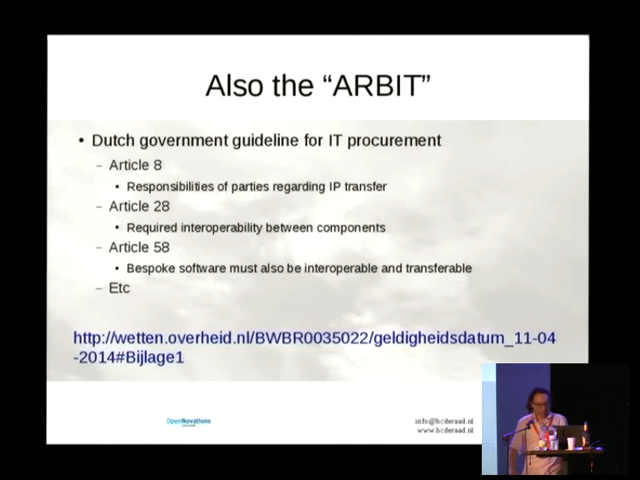 Also the “ARBIT”
• Dutch government guideline for IT procurement
– Article 8
• Responsibilities of parties regarding IP transfer
– Article 28
• Required interoperability between components
– Article 58
• Bespoke software must also be interoperable and transferable
– Etc
http://wetten.overheid.nl/BWBR0035022/geldigheidsdatum_11-04
-2014#Bijlage1
OpenNovations
info@hcderaad.nl
www.hcderaad.nl